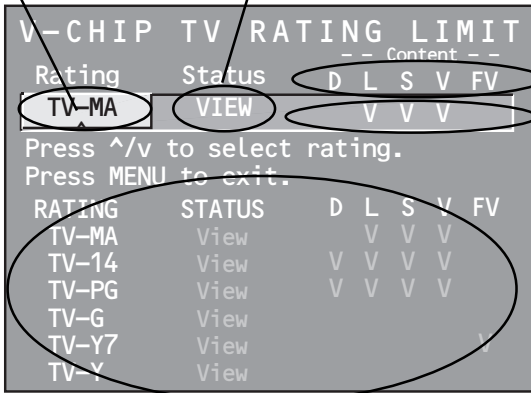 V-CHIP TV RATING LIMIT
– – Content – –
Rating Status D L S V FV
TV-MA VIEW V V V
Press ^/v to select rating.
Press MENU to exit.
RATING STATUS D L S V FV
TV-MA View V V V
TV-14 View V V V V
TV-PG View V V V V
TV-G View
TV-Y7 View V
TV-Y View